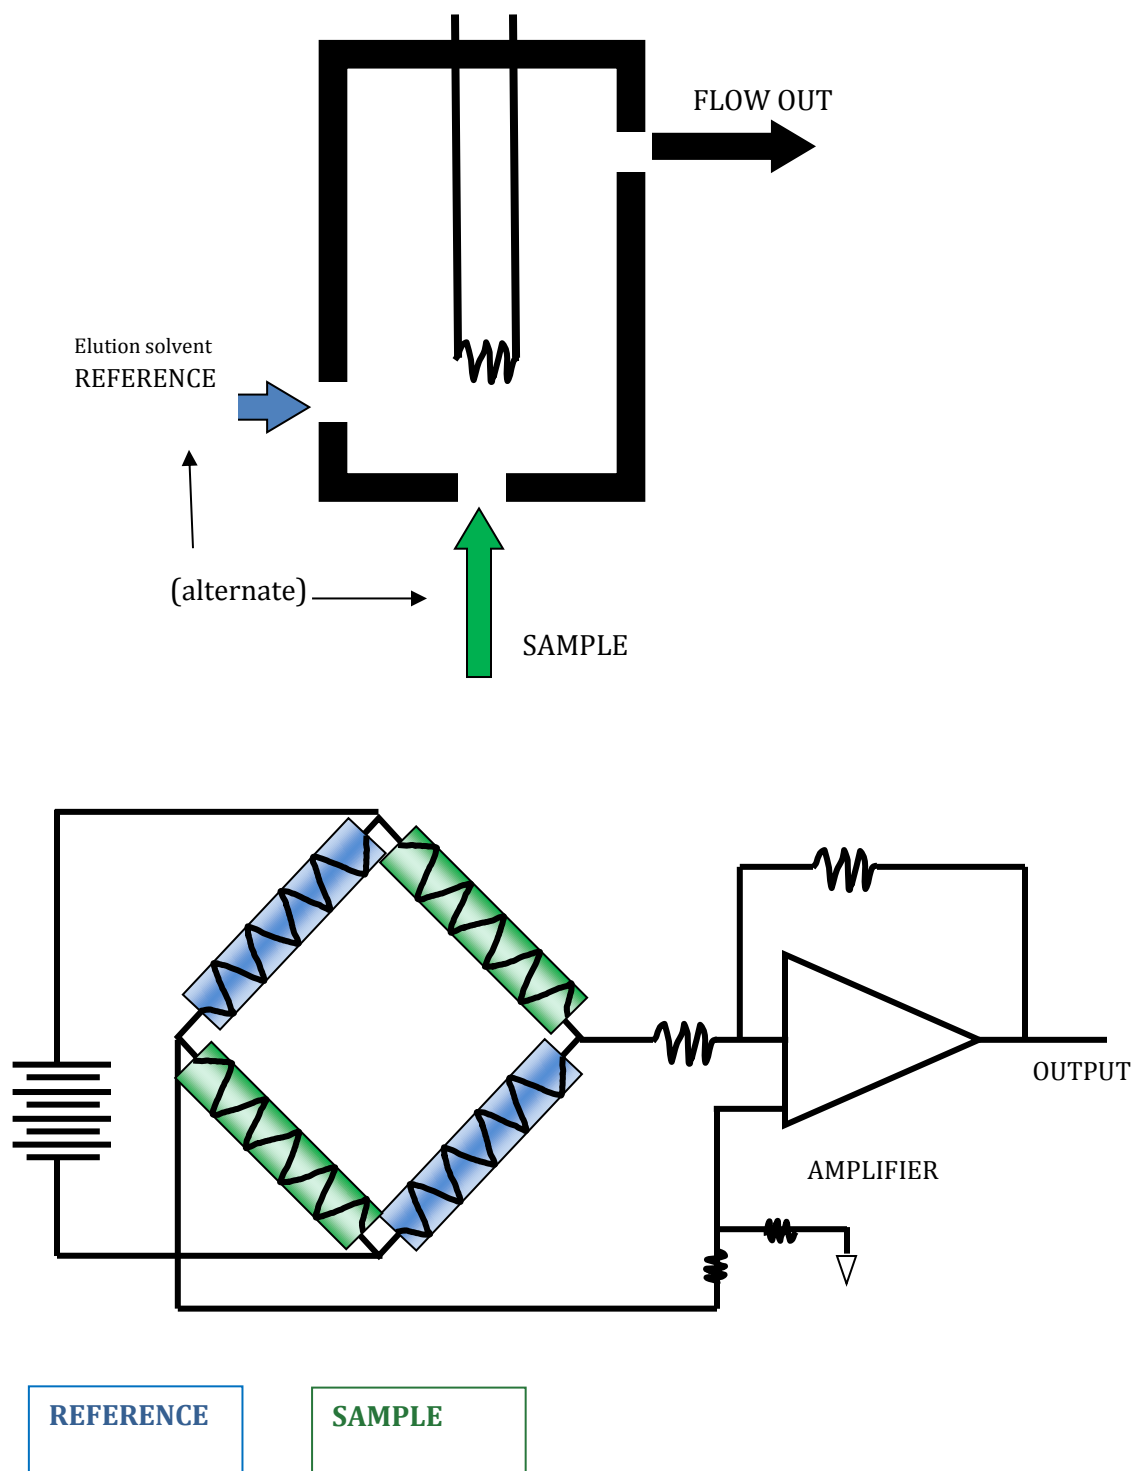 FLOW OUT
Elution solvent
REFERENCE
(alternate)
SAMPLE
OUTPUT
AMPLIFIER
REFERENCE
SAMPLE